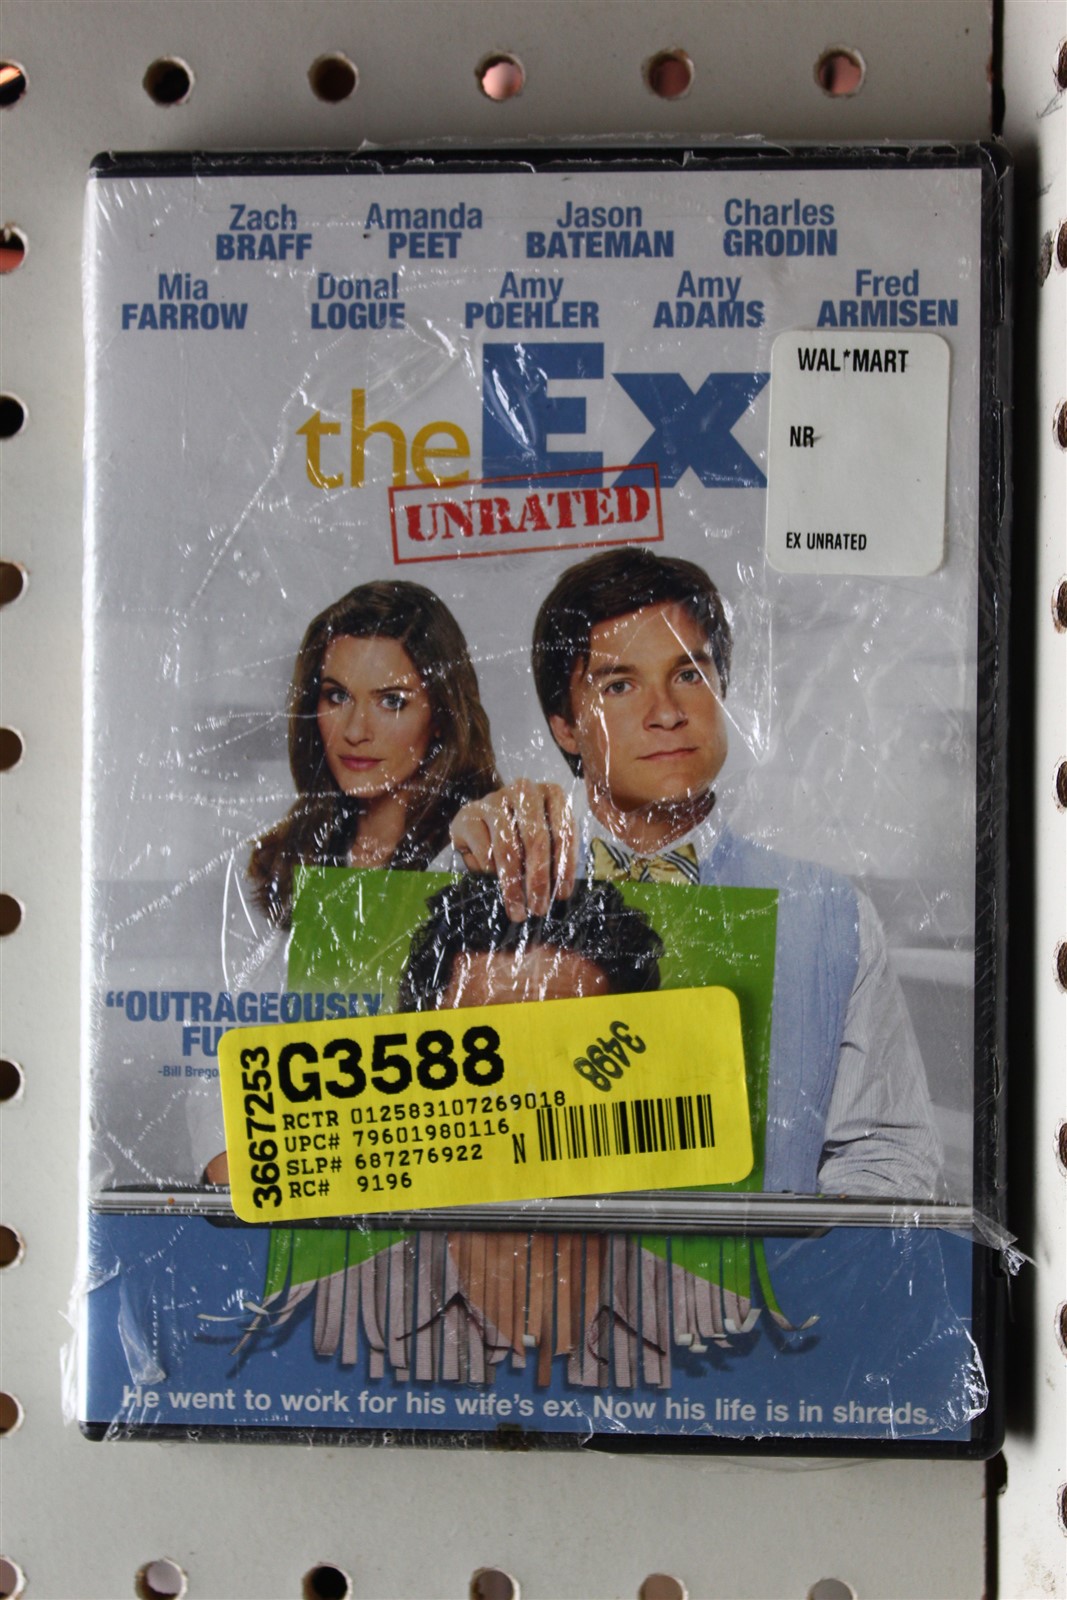 Zach Amanda Jason Charles
BRAFF PEET BATEMAN GRODIN
Mia Donal Amy Amy Fred
FARROW LOGUE POEHLER ADAMS ARMISEN
the Ex
UNRATED
WAL*MART
NR
EX UNRATED
"OUTRAGEOUSLY
-Bill
3667253
G3588
3498
RCTR 012583107269018
UPC# 79601980116
SLP# 687276922
RC# 9196
N
He went to work for his wife's ex. Now his life is in shreds.